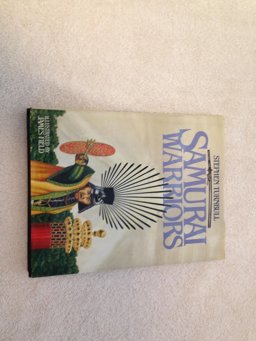 STEPHEN TURNBULL
SAMURAI
WARRIORS
ILLUSTRATED BY
JAMES FIELD